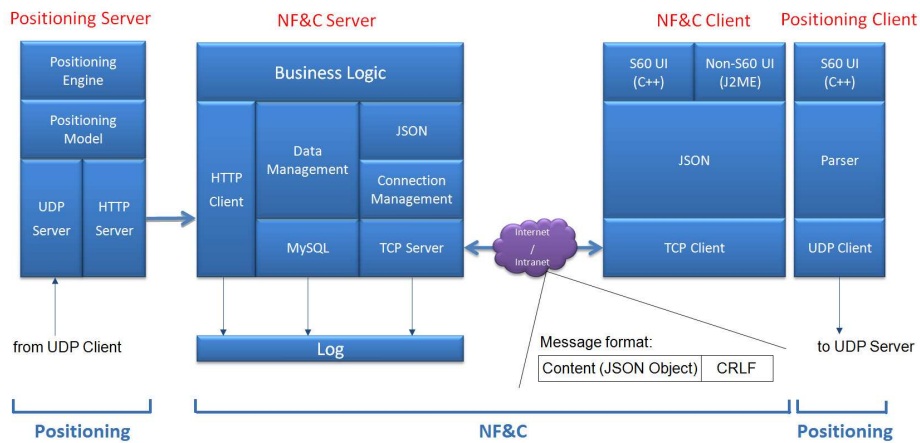 Positioning Server
NF&C Server
NF&C Client
Positioning Client
Positioning
Engine
Positioning
Model
UDP
Server
HTTP
Server
from UDP Client
Business Logic
HTTP
Client
Data
Management
JSON
Connection
Management
MySQL
TCP Server
Log
Internet
/
Intranet
S60 UI
(C++)
Non-S60 UI
(J2ME)
JSON
TCP Client
S60 UI
(C++)
Parser
UDP Client
to UDP Server
Message format:
Content (JSON Object)
CRLF
Positioning
NF&C
Positioning